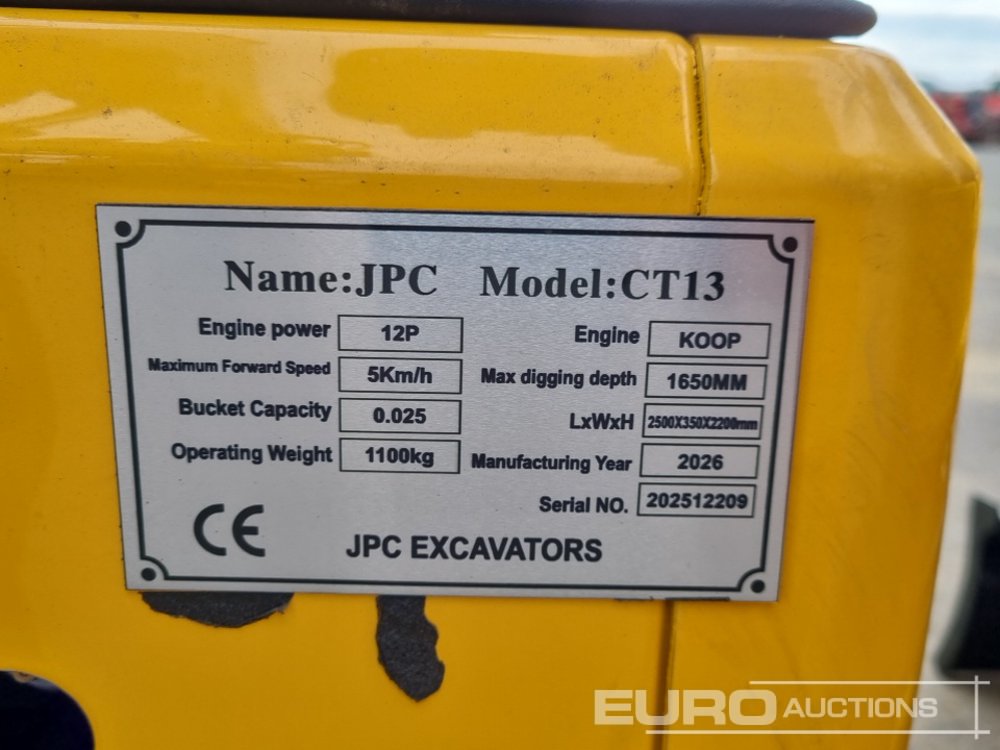 Name:JPC Model:CT13
Engine power 12P
Engine KOOP
Maximum Forward Speed 5Km/h
Max digging depth 1650MM
Bucket Capacity 0.025
LxWxH 2500X350X2200mm
Operating Weight 1100kg
Manufacturing Year 2026
Serial NO. 202512209
CE JPC EXCAVATORS
EURO AUCTIONS